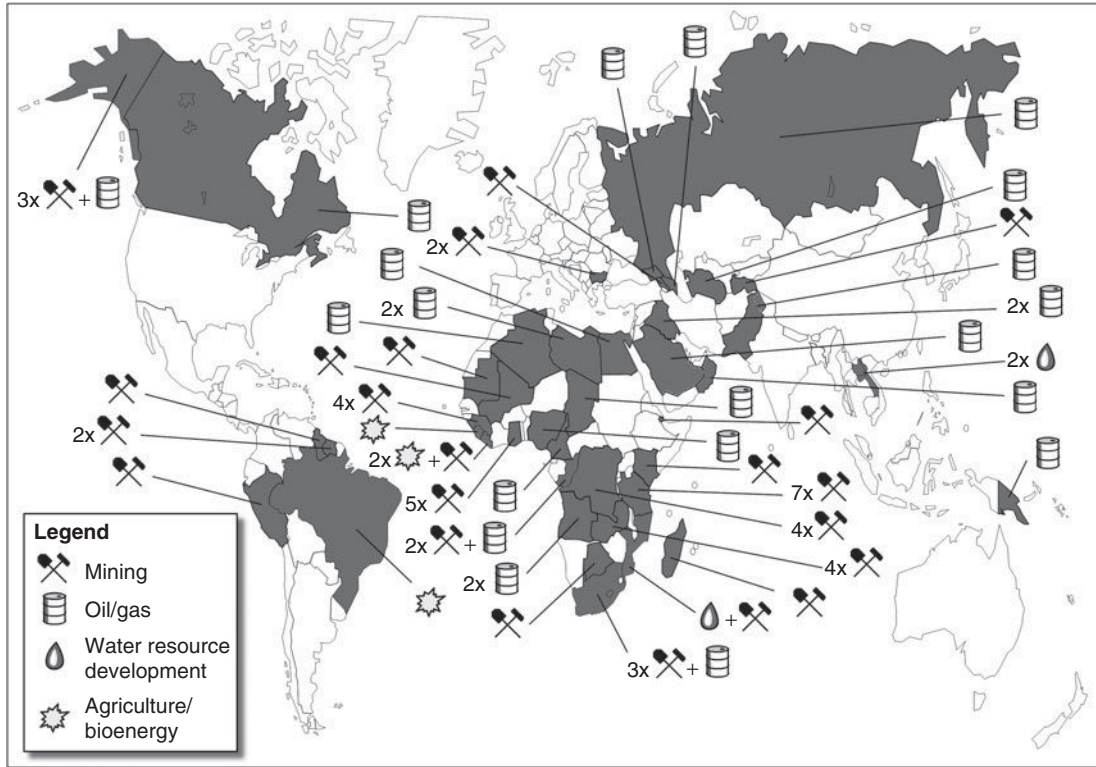 3x +
2x
2x
2x
2x
4x
2x
2x +
5x
7x
4x
2x +
4x
2x
+
3x +
Legend
Mining
Oil/gas
Water resource
development
Agriculture/
bioenergy